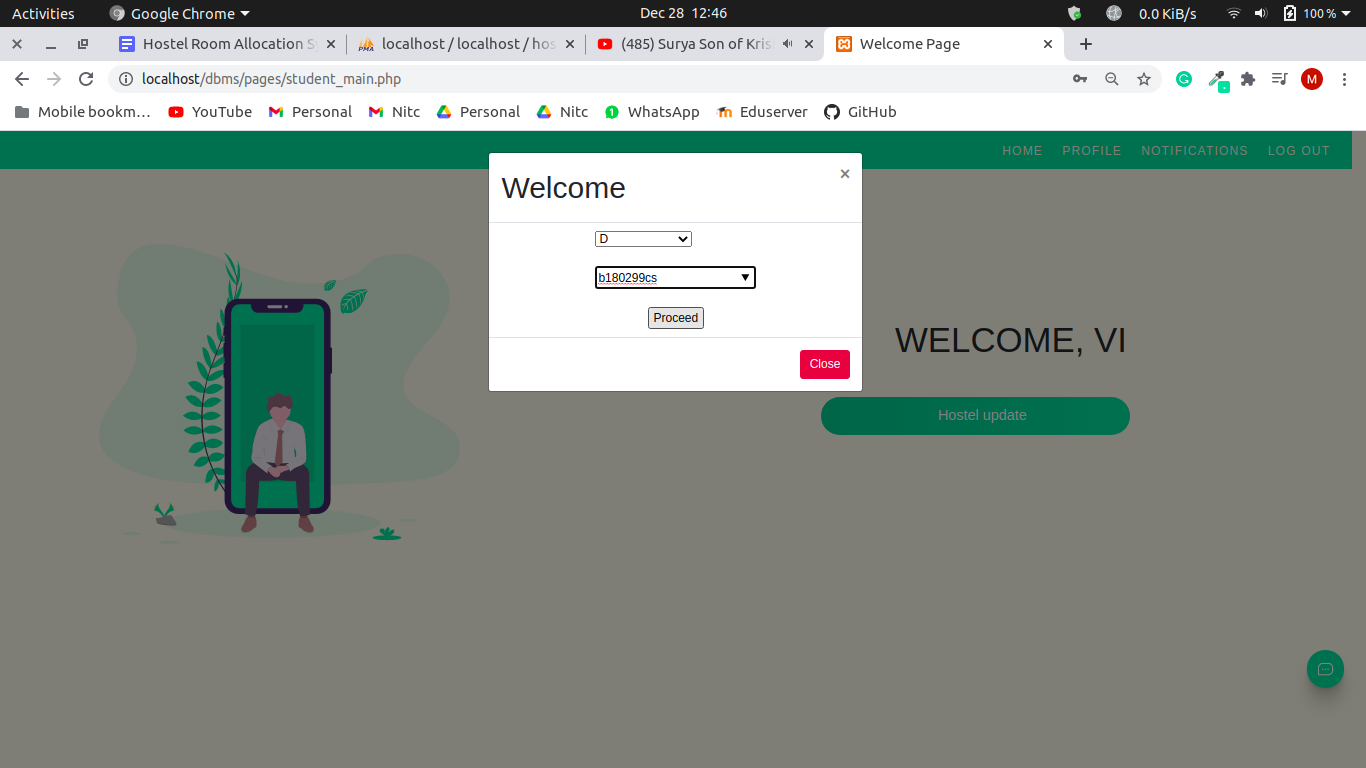 Activities Google Chrome Dec 28 12:46 0.0 KiB/s 100 %
Hostel Room Allocation S localhost / localhost / hos (485) Surya Son of Kris Welcome Page
localhost/dbms/pages/student_main.php M
Mobile bookm… YouTube Personal Nitc Personal Nitc WhatsApp Eduserver GitHub
HOME PROFILE NOTIFICATIONS LOG OUT
Welcome ×
D
b180299cs
Proceed
Close
WELCOME, VI
Hostel update